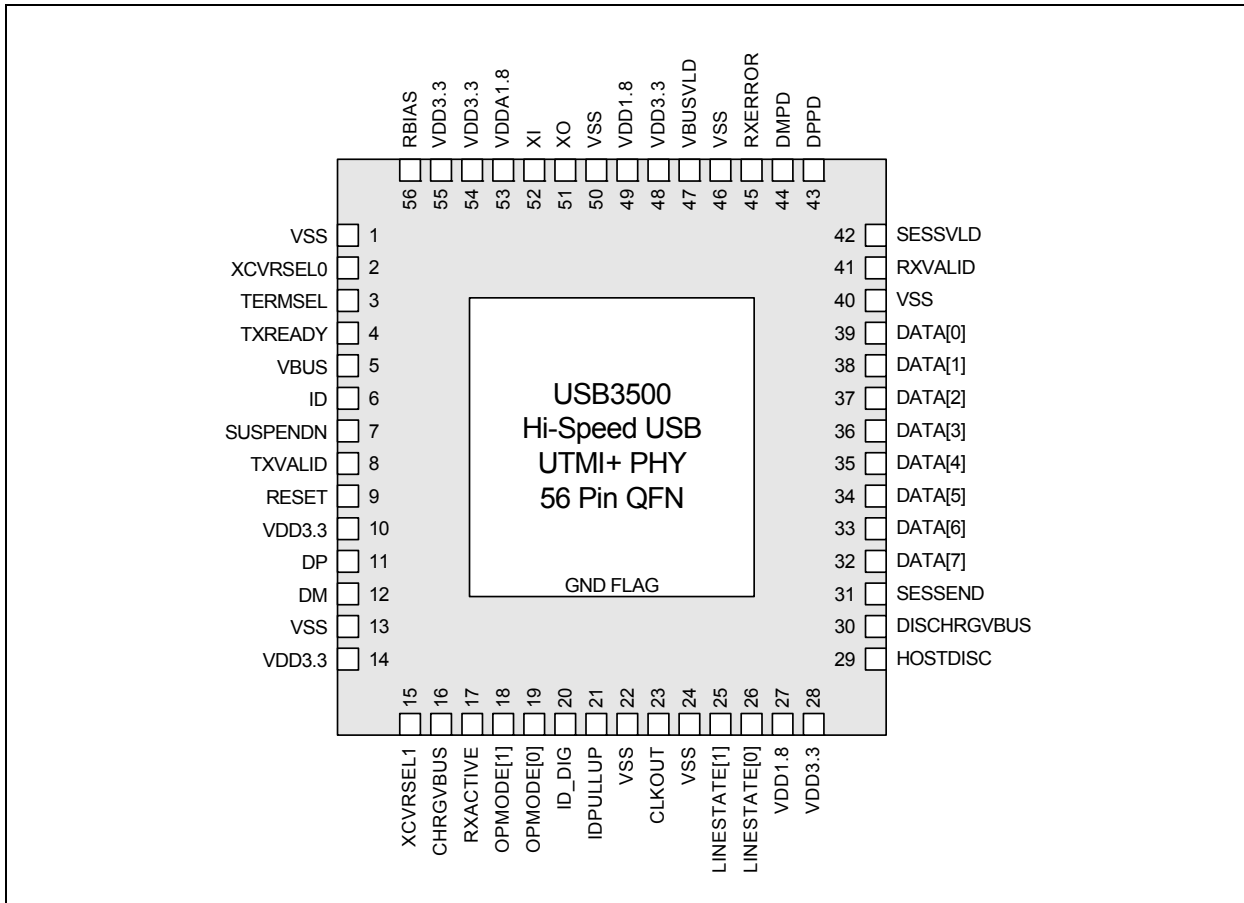 RBIAS
VDD3.3
VDD3.3
VDDA1.8
XI
XO
VSS
VDD1.8
VDD3.3
VBUSVLD
VSS
RXERROR
DMPD
DPPD
56
55
54
53
52
51
50
49
48
47
46
45
44
43
VSS 1
XCVRSEL0 2
TERMSEL 3
TXREADY 4
VBUS 5
ID 6
SUSPENDN 7
TXVALID 8
RESET 9
VDD3.3 10
DP 11
DM 12
VSS 13
VDD3.3 14
USB3500
Hi-Speed USB
UTMI+ PHY
56 Pin QFN
GND FLAG
42 SESSVLD
41 RXVALID
40 VSS
39 DATA[0]
38 DATA[1]
37 DATA[2]
36 DATA[3]
35 DATA[4]
34 DATA[5]
33 DATA[6]
32 DATA[7]
31 SESSEND
30 DISCHRGVBUS
29 HOSTDISC
15
16
17
18
19
20
21
22
23
24
25
26
27
28
XCVRSEL1
CHRGVBUS
RXACTIVE
OPMODE[1]
OPMODE[0]
ID_DIG
IDPULLUP
VSS
CLKOUT
VSS
LINESTATE[1]
LINESTATE[0]
VDD1.8
VDD3.3